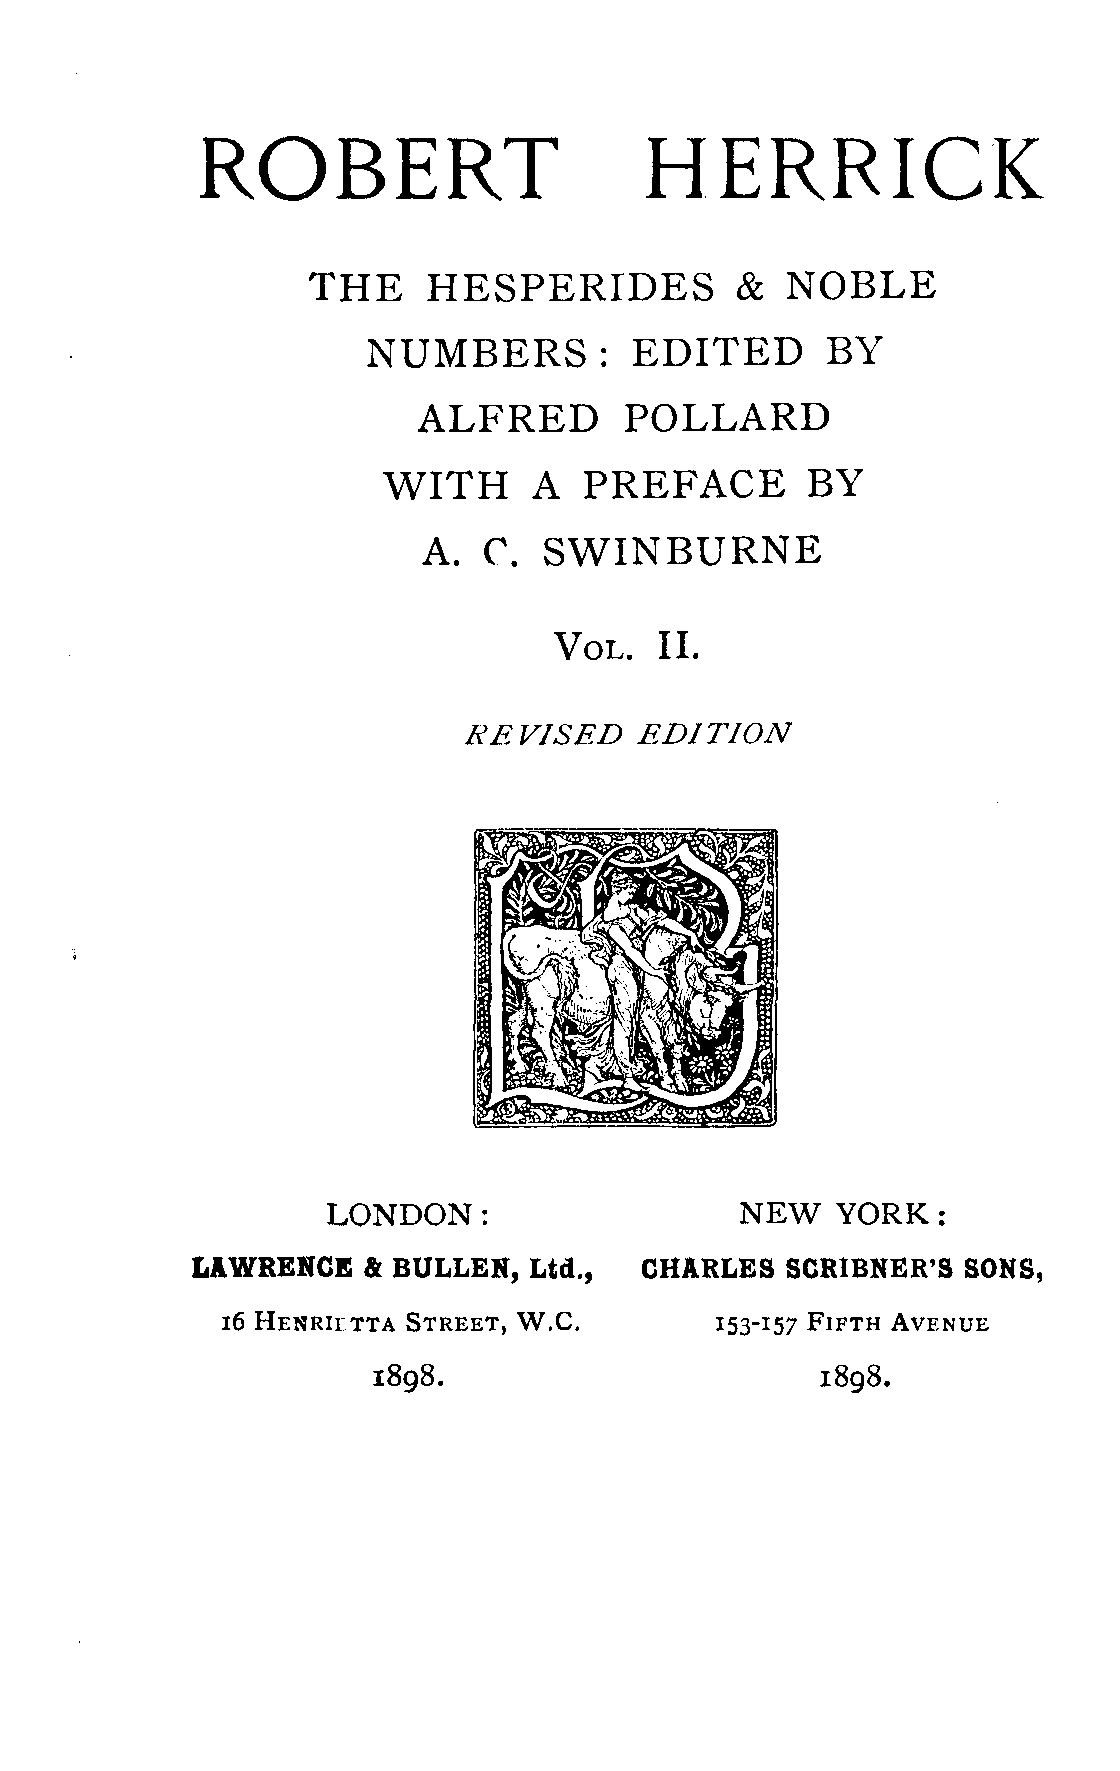 ROBERT HERRICK
THE HESPERIDES & NOBLE
NUMBERS: EDITED BY
ALFRED POLLARD
WITH A PREFACE BY
A. C. SWINBURNE
VOL. II.
REVISED EDITION
LONDON:
LAWRENCE & BULLEN, Ltd.,
16 HENRIETTA STREET, W.C.
1898.
NEW YORK:
CHARLES SCRIBNER'S SONS,
153-157 FIFTH AVENUE
1898.